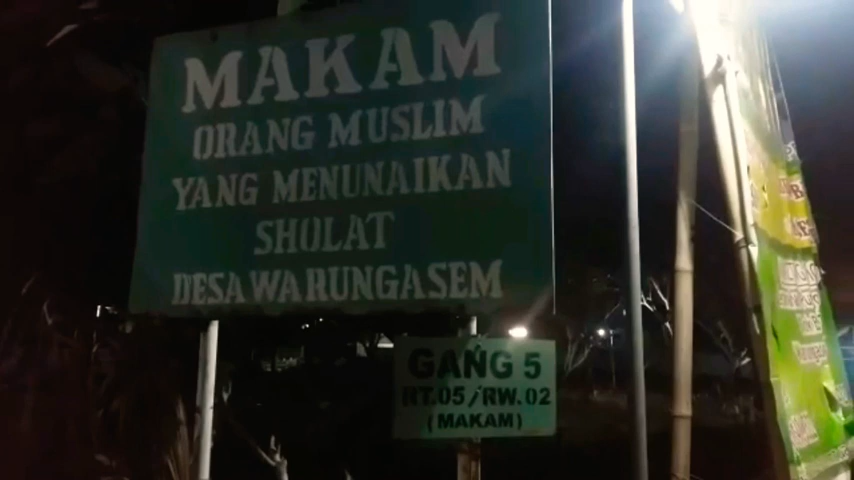 MAKAM
ORANG MUSLIM
YANG MENUNAIKAN
SHOLAT
DESA WARUNGASEM
GANG 5
RT.05/RW.02
(MAKAM)